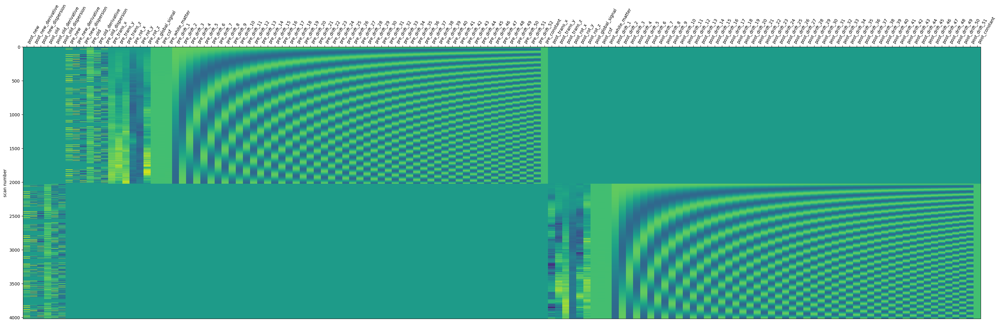 post_new
post_new_derivative
post_new_dispersion
post_old
post_old_derivative
post_old_dispersion
pre_new
pre_new_derivative
pre_new_dispersion
pre_old
pre_old_derivative
pre_old_dispersion
pre_trans_x
pre_trans_y
pre_trans_z
pre_rot_x
pre_rot_y
pre_rot_z
pre_global_signal
pre_csf
pre_white_matter
pre_drift_1
pre_drift_2
pre_drift_3
pre_drift_4
pre_drift_5
pre_drift_6
pre_drift_7
pre_drift_8
pre_drift_9
pre_drift_10
pre_drift_11
pre_drift_12
pre_drift_13
pre_drift_14
pre_drift_15
pre_drift_16
pre_drift_17
pre_drift_18
pre_drift_19
pre_drift_20
pre_drift_21
pre_drift_22
pre_drift_23
pre_drift_24
pre_drift_25
pre_drift_26
pre_drift_27
pre_drift_28
pre_drift_29
pre_drift_30
pre_drift_31
pre_drift_32
pre_drift_33
pre_drift_34
pre_drift_35
pre_drift_36
pre_drift_37
pre_drift_38
pre_drift_39
pre_drift_40
pre_drift_41
pre_drift_42
pre_drift_43
pre_drift_44
pre_drift_45
pre_drift_46
pre_drift_47
pre_drift_48
pre_drift_49
pre_drift_50
pre_drift_51
pre_drift_52
pre_constant
post_trans_x
post_trans_y
post_trans_z
post_rot_x
post_rot_y
post_rot_z
post_global_signal
post_csf
post_white_matter
post_drift_1
post_drift_2
post_drift_3
post_drift_4
post_drift_5
post_drift_6
post_drift_7
post_drift_8
post_drift_9
post_drift_10
post_drift_11
post_drift_12
post_drift_13
post_drift_14
post_drift_15
post_drift_16
post_drift_17
post_drift_18
post_drift_19
post_drift_20
post_drift_21
post_drift_22
post_drift_23
post_drift_24
post_drift_25
post_drift_26
post_drift_27
post_drift_28
post_drift_29
post_drift_30
post_drift_31
post_drift_32
post_drift_33
post_drift_34
post_drift_35
post_drift_36
post_drift_37
post_drift_38
post_drift_39
post_drift_40
post_drift_41
post_drift_42
post_drift_43
post_drift_44
post_drift_45
post_drift_46
post_drift_47
post_drift_48
post_drift_49
post_drift_50
post_drift_51
post_constant
0
500
1000
1500
2000
2500
3000
3500
4000
scan number